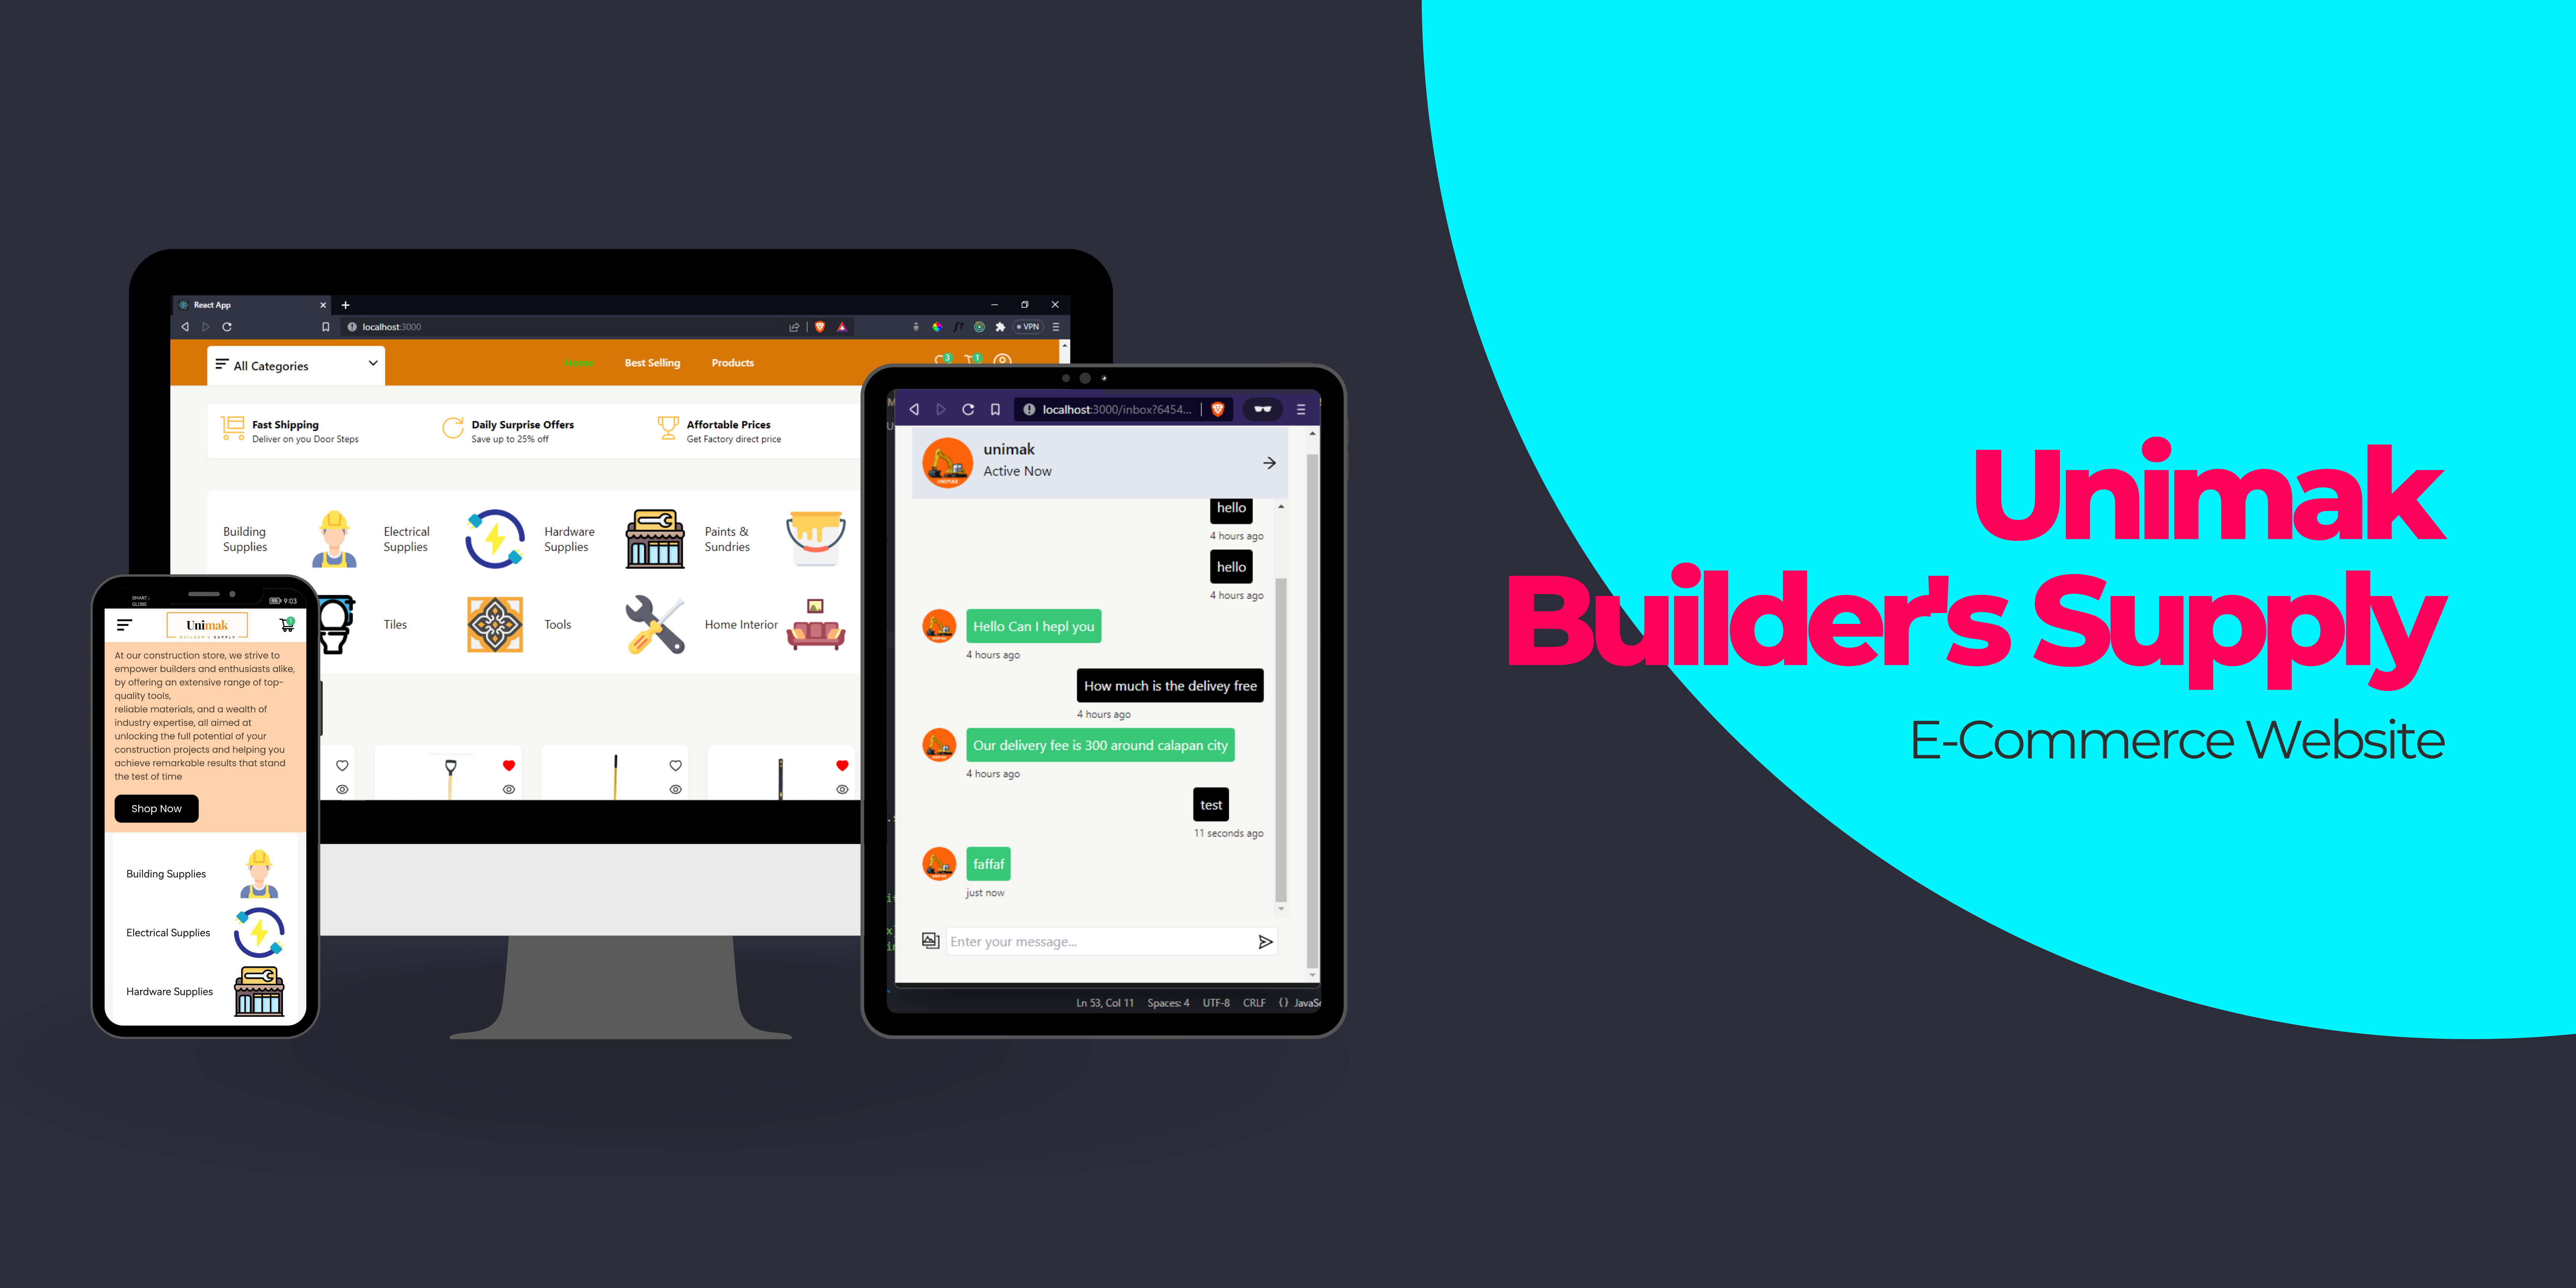 React App
localhost:3000
VPN
All Categories
Home
Best Selling
Products
3
1
Fast Shipping
Deliver on you Door Steps
Daily Surprise Offers
Save up to 25% off
Affortable Prices
Get Factory direct price
Building
Supplies
Electrical
Supplies
Hardware
Supplies
Paints &
Sundries
Tiles
Tools
Home Interior
SMART
GLOBE
9:03
Unimak
BUILDER'S SUPPLY
At our construction store, we strive to
empower builders and enthusiasts alike,
by offering an extensive range of top-
quality tools,
reliable materials, and a wealth of
industry expertise, all aimed at
unlocking the full potential of your
construction projects and helping you
achieve remarkable results that stand
the test of time
Shop Now
Building Supplies
Electrical Supplies
Hardware Supplies
localhost:3000/inbox?6454...
UNIMAK
unimak
Active Now
hello
4 hours ago
hello
4 hours ago
Hello Can I hepl you
4 hours ago
How much is the delivey free
4 hours ago
Our delivery fee is 300 around calapan city
4 hours ago
test
11 seconds ago
faffaf
just now
Enter your message...
Ln 53, Col 11 Spaces: 4 UTF-8 CRLF {} JavaSc
Unimak
Builder's Supply
E-Commerce Website